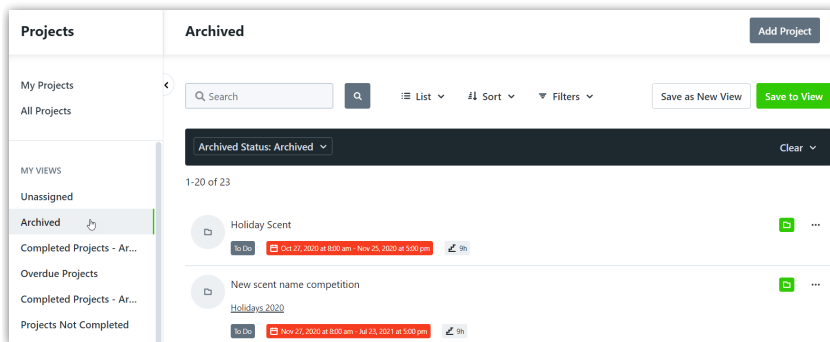 Projects
Archived
Add Project
My Projects
All Projects
Search
List
Sort
Filters
Save as New View
Save to View
Archived Status: Archived
Clear
MY VIEWS
1-20 of 23
Unassigned
Archived
Completed Projects - Ar...
Overdue Projects
Completed Projects - Ar...
Projects Not Completed
Holiday Scent
To Do
Oct 27, 2020 at 8:00 am - Nov 25, 2020 at 5:00 pm
9h
New scent name competition
Holidays 2020
To Do
Nov 27, 2020 at 8:00 am - Jul 23, 2021 at 5:00 pm
9h